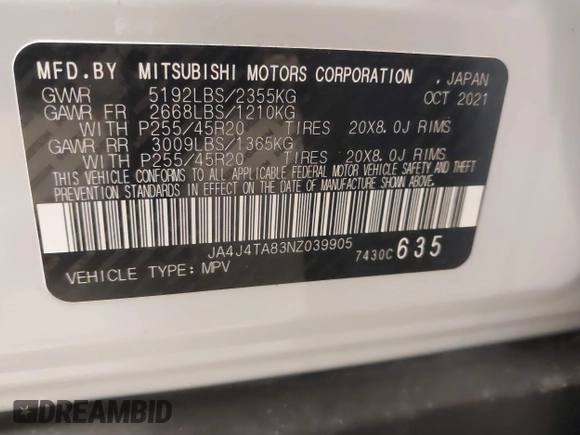 MFD.BY MITSUBISHI MOTORS CORPORATION . JAPAN
GVWR 5192LBS/2355KG OCT 2021
GAWR FR 2668LBS/1210KG
WITH P255/45R20 TIRES 20X8.0J RIMS
GAWR RR 3009LBS/1365KG
WITH P255/45R20 TIRES 20X8.0J RIMS
THIS VEHICLE CONFORMS TO ALL APPLICABLE FEDERAL MOTOR VEHICLE SAFETY AND THEFT
PREVENTION STANDARDS IN EFFECT ON THE DATE OF MANUFACTURE SHOWN ABOVE.
JA4J4TA83NZ039905
VEHICLE TYPE: MPV 7430C 635
DREAMBID